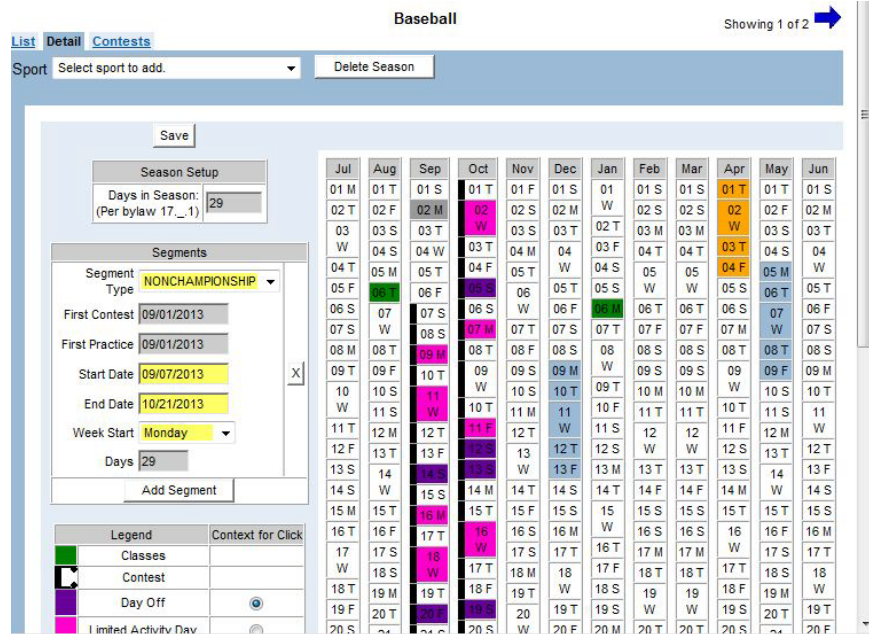 Baseball
Showing 1 of 2
List Detail Contests
Sport Select sport to add. Delete Season
Save
Season Setup
Days in Season:
(Per bylaw 17._.1) 29
Segments
Segment
Type NONCHAMPIONSHIP
First Contest 09/01/2013
First Practice 09/01/2013
Start Date 09/07/2013 X
End Date 10/21/2013
Week Start Monday
Days 29
Add Segment
Legend Context for Click
Classes
Contest
Day Off
Limited Activity Day
Jul 01 M 02 T 03 W 04 T 05 F 06 S 07 S 08 M 09 T 10 W 11 T 12 F 13 S 14 S 15 M 16 T 17 W 18 T 19 F 20 S
Aug 01 T 02 F 03 S 04 S 05 M 06 T 07 W 08 T 09 F 10 S 11 S 12 M 13 T 14 W 15 T 16 F 17 S 18 S 19 M 20 T
Sep 01 S 02 M 03 T 04 W 05 T 06 F 07 S 08 S 09 M 10 T 11 W 12 T 13 F 14 S 15 S 16 M 17 T 18 W 19 T 20 F
Oct 01 T 02 W 03 T 04 F 05 S 06 S 07 M 08 T 09 W 10 T 11 F 12 S 13 S 14 M 15 T 16 W 17 T 18 F 19 S 20 S
Nov 01 F 02 S 03 S 04 M 05 T 06 W 07 T 08 F 09 S 10 S 11 M 12 T 13 W 14 T 15 F 16 S 17 S 18 M 19 T 20 W
Dec 01 S 02 M 03 T 04 W 05 T 06 F 07 S 08 S 09 M 10 T 11 W 12 T 13 F 14 S 15 S 16 M 17 T 18 W 19 T 20 F
Jan 01 W 02 T 03 F 04 S 05 S 06 M 07 T 08 W 09 T 10 F 11 S 12 S 13 M 14 T 15 W 16 T 17 F 18 S 19 S 20 M
Feb 01 S 02 S 03 M 04 T 05 W 06 T 07 F 08 S 09 S 10 M 11 T 12 W 13 T 14 F 15 S 16 S 17 M 18 T 19 W 20 T
Mar 01 S 02 S 03 M 04 T 05 W 06 T 07 F 08 S 09 S 10 M 11 T 12 W 13 T 14 F 15 S 16 S 17 M 18 T 19 W 20 T
Apr 01 T 02 W 03 T 04 F 05 S 06 S 07 M 08 T 09 W 10 T 11 F 12 S 13 S 14 M 15 T 16 W 17 T 18 F 19 S 20 S
May 01 T 02 F 03 S 04 S 05 M 06 T 07 W 08 T 09 F 10 S 11 S 12 M 13 T 14 W 15 T 16 F 17 S 18 S 19 M 20 T
Jun 01 S 02 M 03 T 04 W 05 T 06 F 07 S 08 S 09 M 10 T 11 W 12 T 13 F 14 S 15 S 16 M 17 T 18 W 19 T 20 F